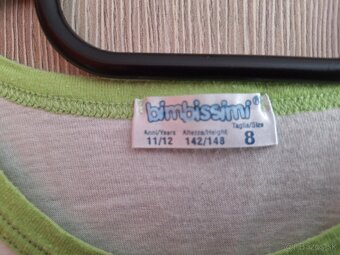 bimbissimi®
Anni/Years Altezza/Height Taglia/Size
11/12 142/148 8